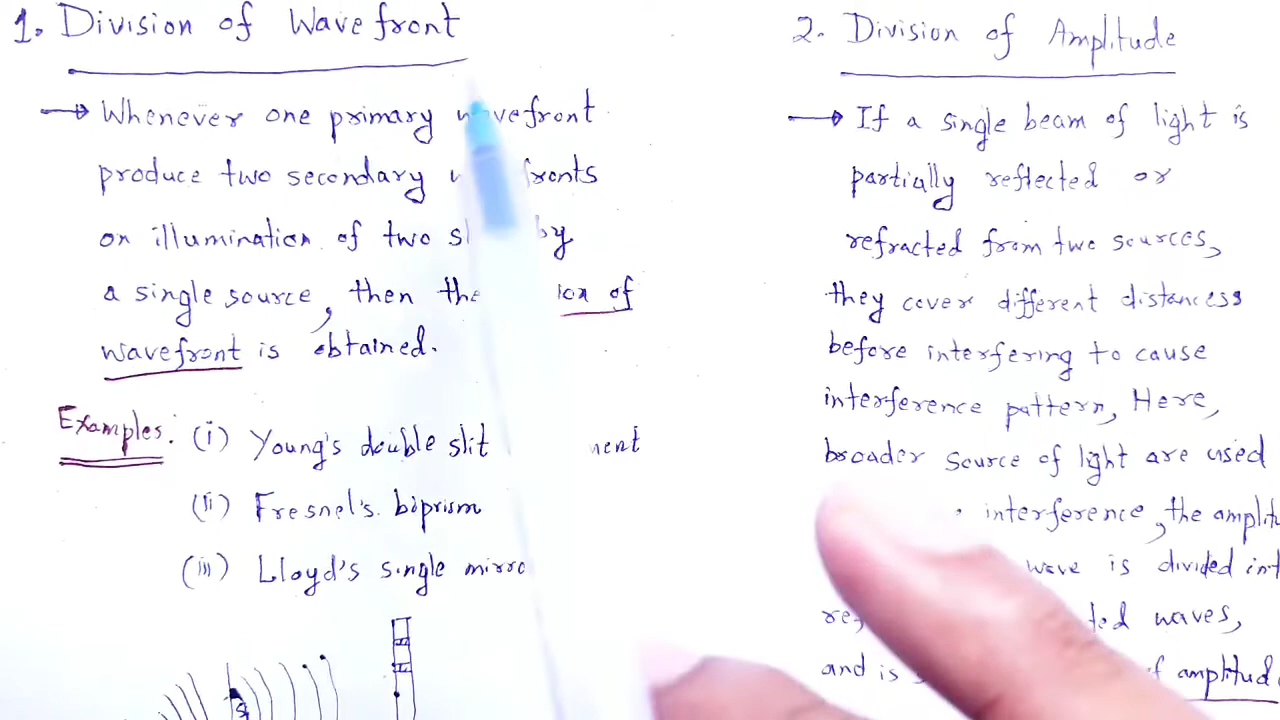 1. Division of Wavefront
→ Whenever one primary wavefront
produce two secondary fronts
on illumination of two by
a single source, then the of
wavefront is obtained.
Examples: (i) Young's double slit
(ii) Fresnel's biprism
(iii) Lloyd's single
S
2. Division of Amplitude
→ If a single beam of light is
partially reflected or
refracted from two sources,
they cover different distancess
before interfering to cause
interference pattern, Here,
broader source of light are used
interference, the
wave is divided
waves,
and is of